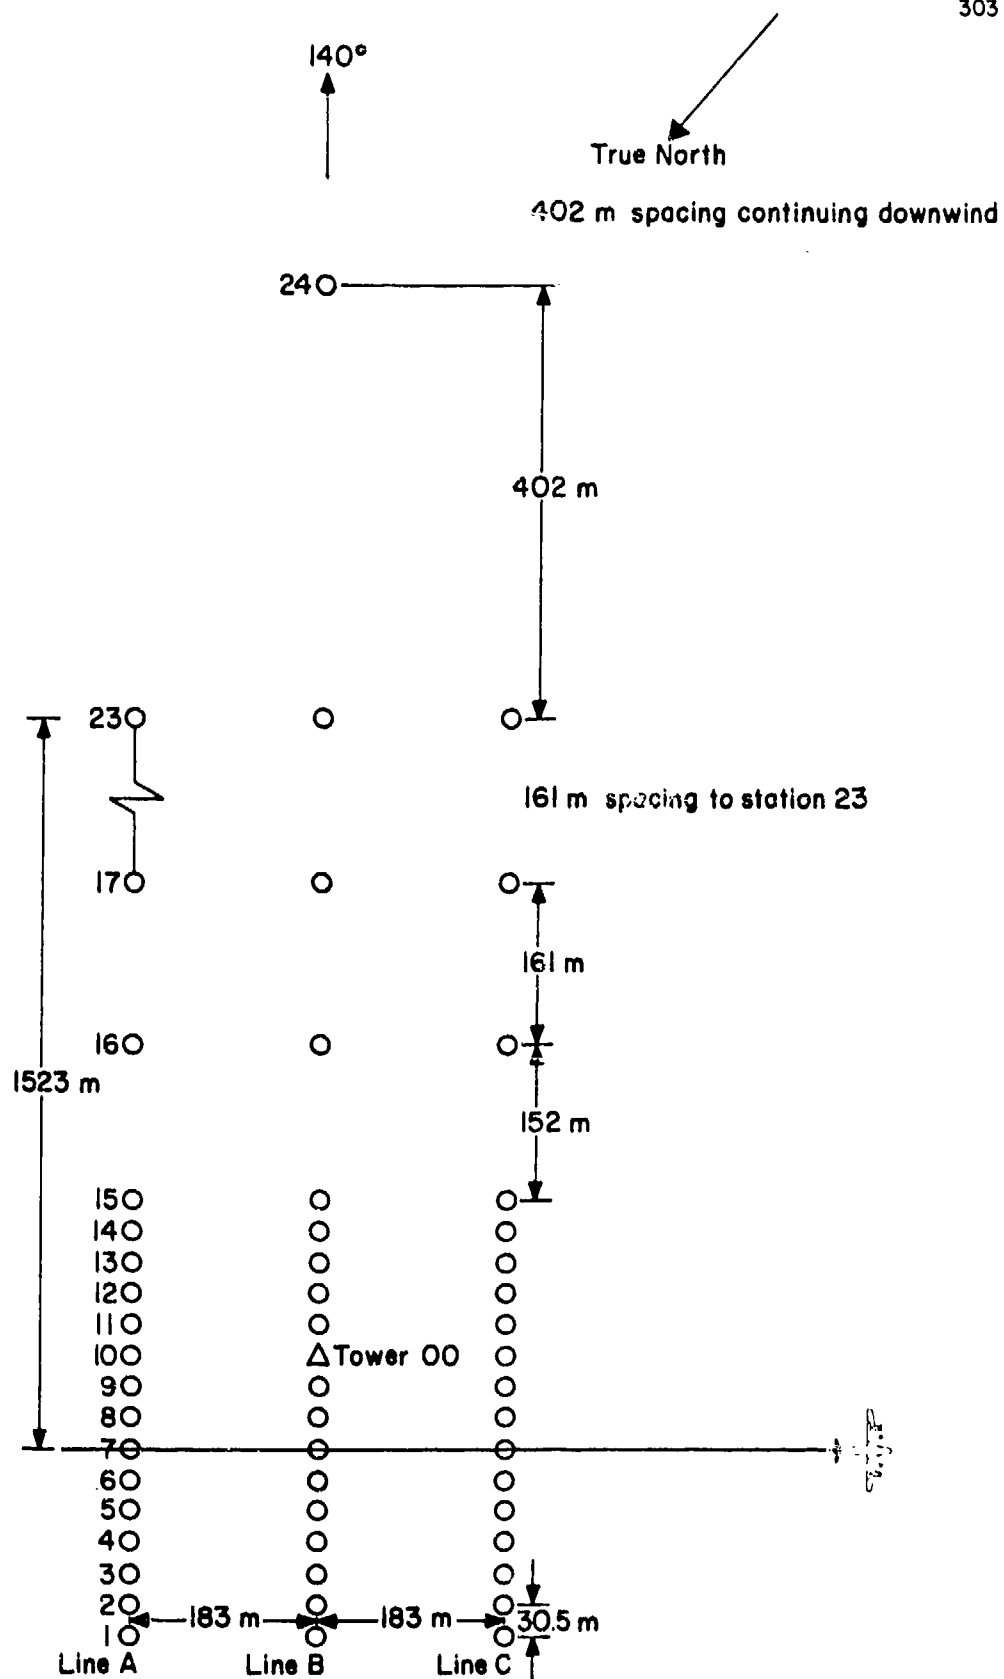 303
140°
True North
402 m spacing continuing downwind
24
402 m
23
161 m spacing to station 23
17
161 m
16
1523 m
152 m
15
14
13
12
11
10 Tower 00
9
8
7
6
5
4
3
2
183 m 183 m 30.5 m
1
Line A Line B Line C